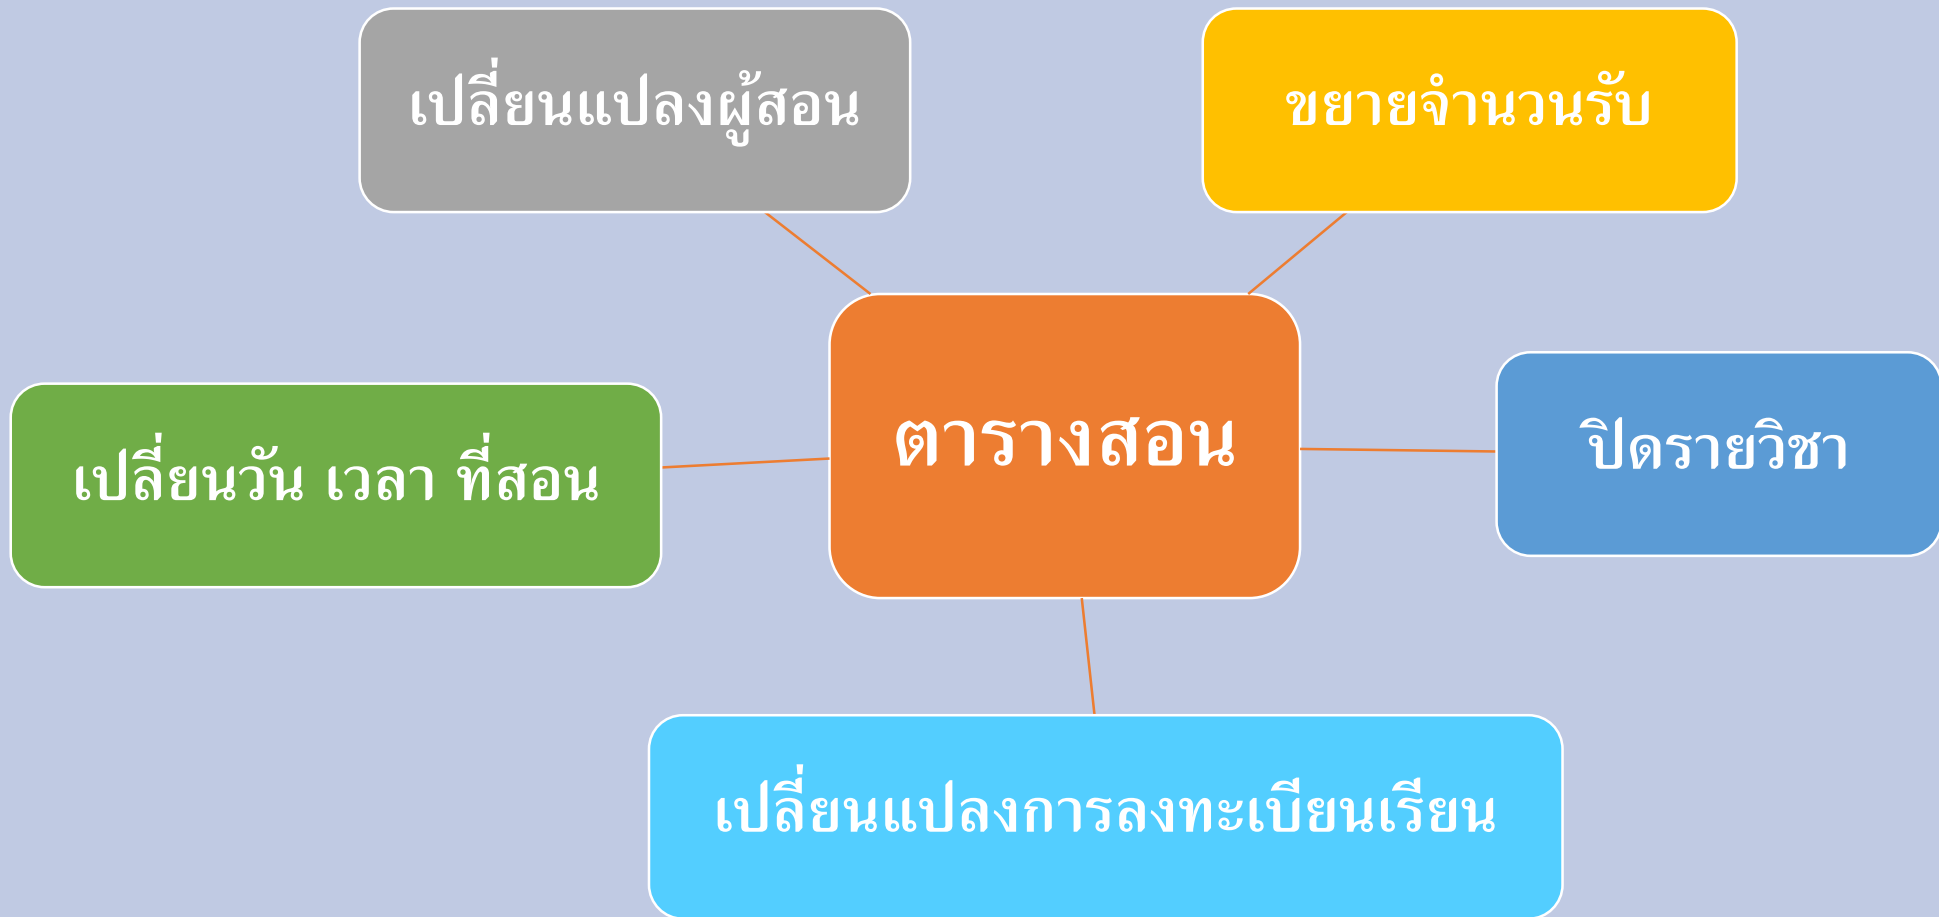 เปลี่ยนแปลงผู้สอน
ขยายจำนวนรับ
ตารางสอน
ปิดรายวิชา
เปลี่ยนวัน เวลา ที่สอน
เปลี่ยนแปลงการลงทะเบียนเรียน